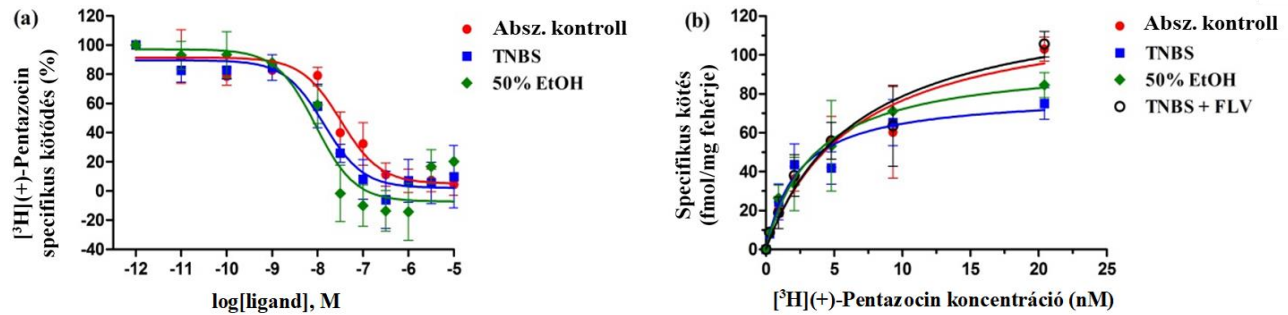 (a)
[³H](+)-Pentazocin
specifikus kötődés (%)
120
100
80
60
40
20
0
-20
-40
-12 -11 -10 -9 -8 -7 -6 -5
log[ligand], M
Absz. kontroll
TNBS
50% EtOH
(b)
Specifikus kötés
(fmol/mg fehérje)
120
100
80
60
40
20
0
0 5 10 15 20 25
[³H](+)-Pentazocin koncentráció (nM)
Absz. kontroll
TNBS
50% EtOH
TNBS + FLV